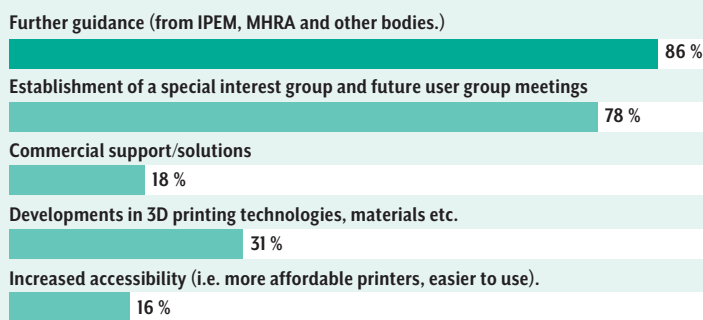 Further guidance (from IPEM, MHRA and other bodies.)
86 %
Establishment of a special interest group and future user group meetings
78 %
Commercial support/solutions
18 %
Developments in 3D printing technologies, materials etc.
31 %
Increased accessibility (i.e. more affordable printers, easier to use).
16 %